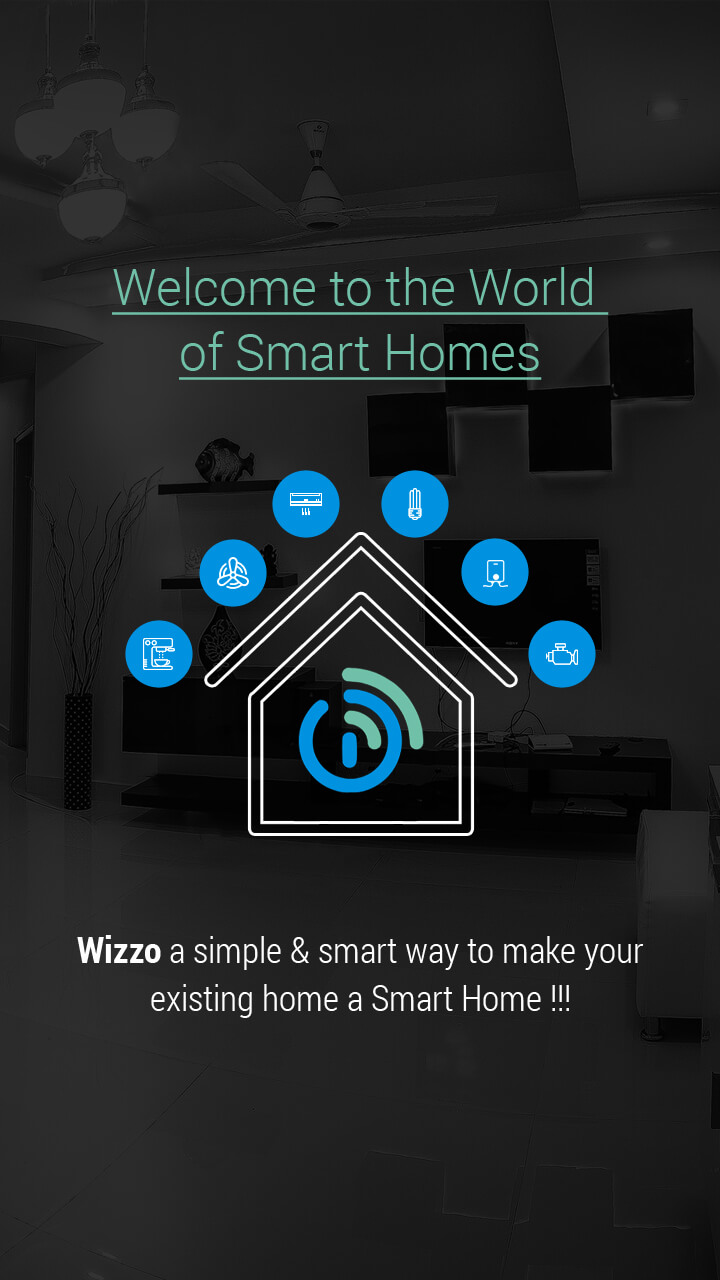 Welcome to the World
of Smart Homes
Wizzo a simple & smart way to make your
existing home a Smart Home !!!